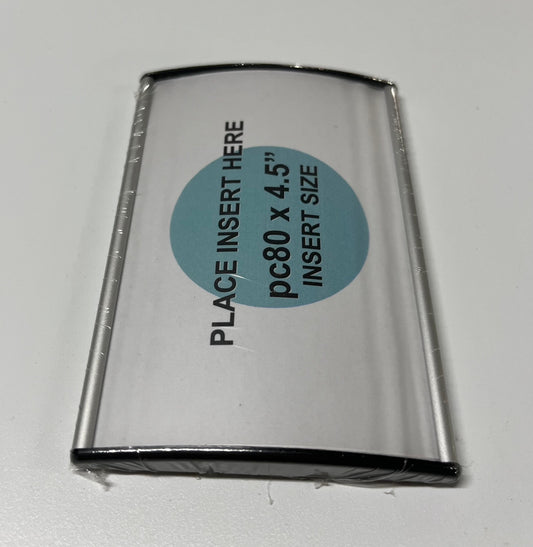 PLACE INSERT HERE
pc80 x 4.5”
INSERT SIZE